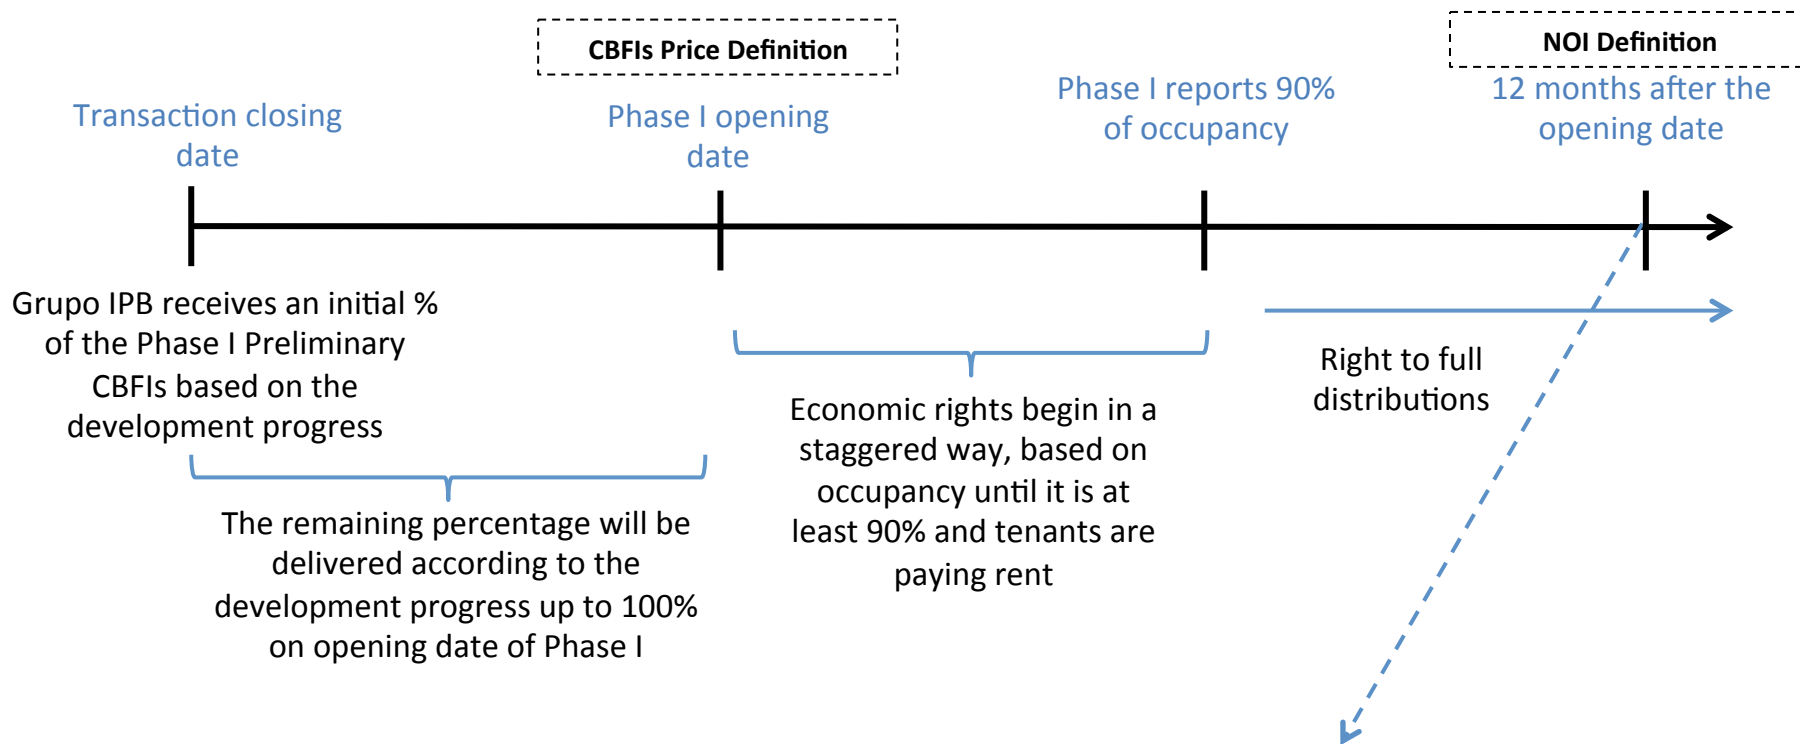 CBFIs Price Definition
NOI Definition
Transaction closing
date
Phase I opening
date
Phase I reports 90%
of occupancy
12 months after the
opening date
Grupo IPB receives an initial %
of the Phase I Preliminary
CBFIs based on the
development progress
The remaining percentage will be
delivered according to the
development progress up to 100%
on opening date of Phase I
Economic rights begin in a
staggered way, based on
occupancy until it is at
least 90% and tenants are
paying rent
Right to full
distributions